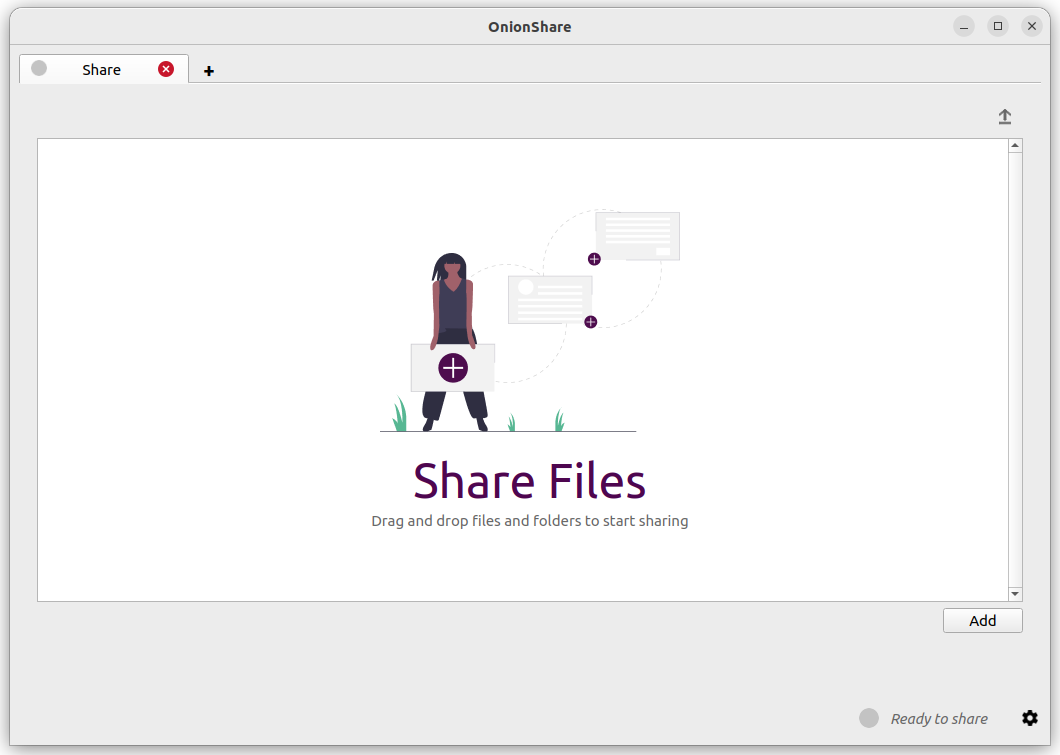 OnionShare
Share
Share Files
Drag and drop files and folders to start sharing
Add
Ready to share